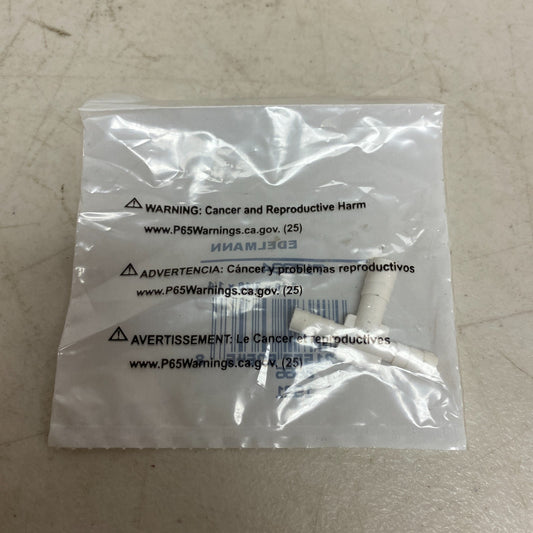 ⚠ WARNING: Cancer and Reproductive Harm
www.P65Warnings.ca.gov. (25)
EDELMANN
⚠ ADVERTENCIA: Cáncer y problemas reproductivos
www.P65Warnings.ca.gov. (25)
⚠ AVERTISSEMENT: Le Cancer et reproductives
www.P65Warnings.ca.gov. (25)